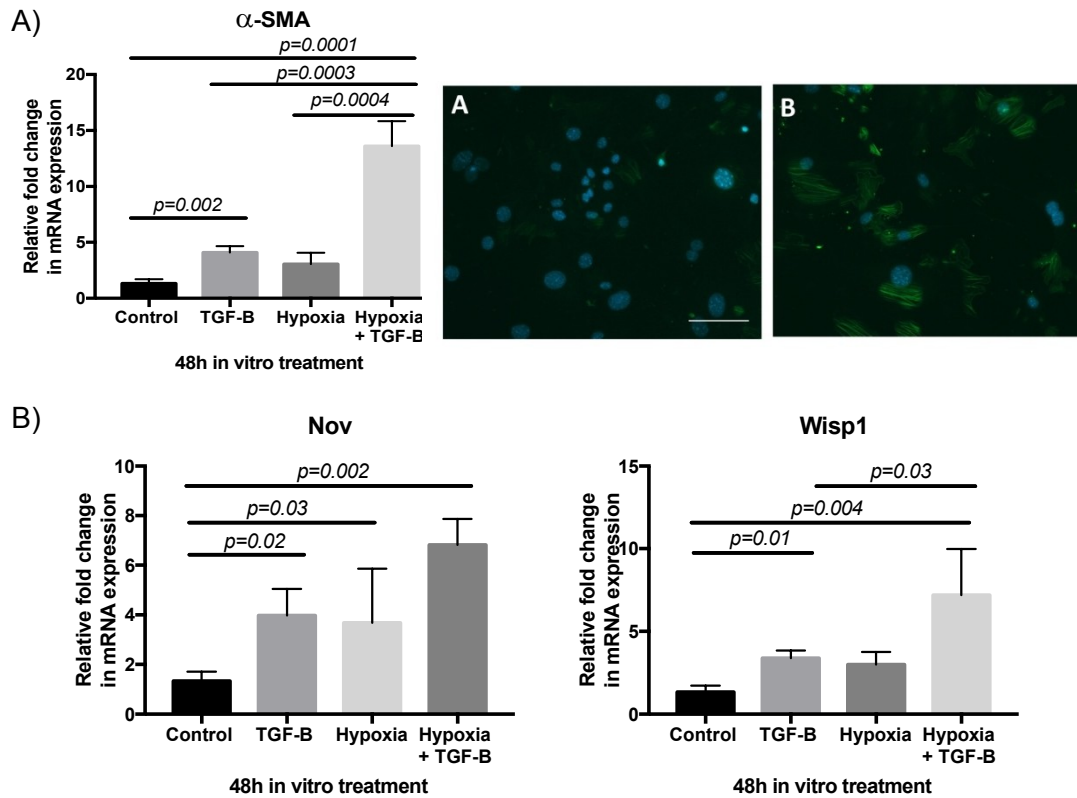 A)
α-SMA
p=0.0001
p=0.0003
p=0.0004
p=0.002
20
15
10
5
0
Relative fold change
in mRNA expression
Control TGF-B Hypoxia Hypoxia
+ TGF-B
48h in vitro treatment
A
B
B)
Nov
p=0.002
p=0.03
p=0.02
10
8
6
4
2
0
Relative fold change
in mRNA expression
Control TGF-B Hypoxia Hypoxia
+ TGF-B
48h in vitro treatment
Wisp1
p=0.03
p=0.004
p=0.01
15
10
5
0
Relative fold change
in mRNA expression
Control TGF-B Hypoxia Hypoxia
+ TGF-B
48h in vitro treatment